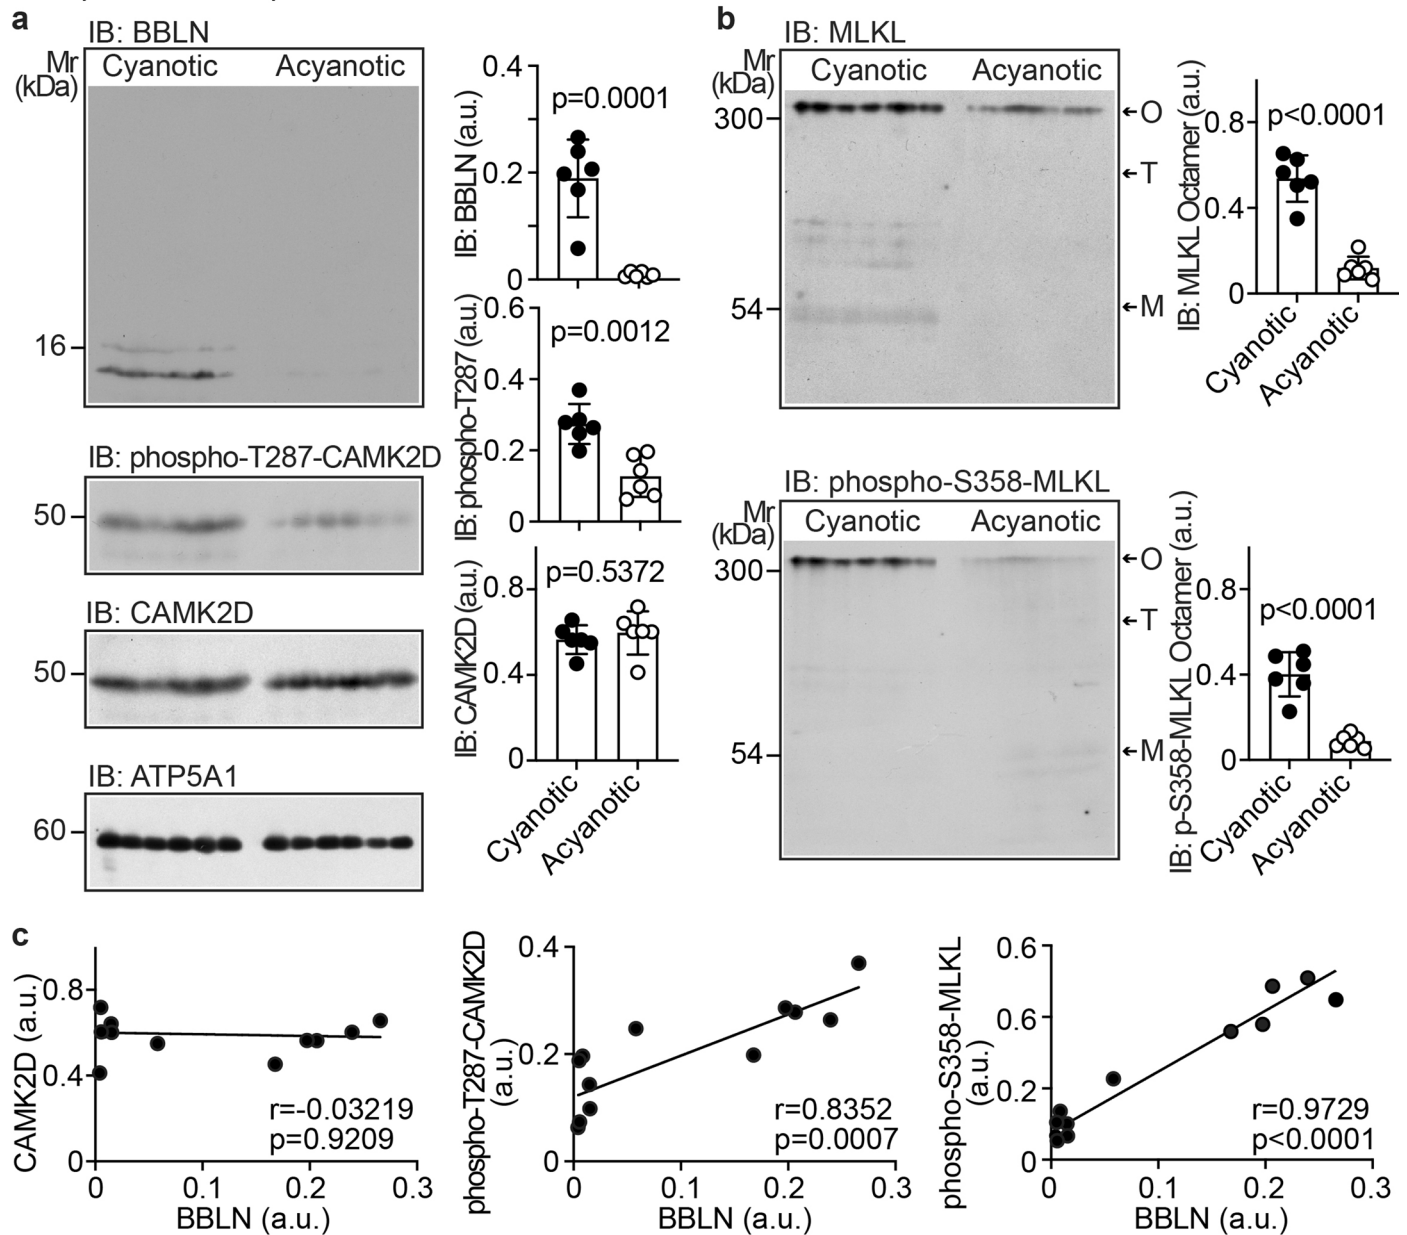 a
IB: BBLN
Mr
(kDa)
Cyanotic
Acyanotic
16
0.4
0.2
0
p=0.0001
IB: BBLN (a.u.)
IB: phospho-T287-CAMK2D
50
0.6
0.4
0.2
0
p=0.0012
IB: phospho-T287 (a.u.)
IB: CAMK2D
50
0.8
0.4
0
p=0.5372
IB: CAMK2D (a.u.)
Cyanotic
Acyanotic
IB: ATP5A1
60
b
IB: MLKL
Mr
(kDa)
Cyanotic
Acyanotic
300
54
←O
←T
←M
0.8
0.4
0
p<0.0001
IB: MLKL Octamer (a.u.)
Cyanotic
Acyanotic
IB: phospho-S358-MLKL
Mr
(kDa)
Cyanotic
Acyanotic
300
54
←O
←T
←M
0.8
0.4
0
p<0.0001
IB: p-S358-MLKL Octamer (a.u.)
Cyanotic
Acyanotic
c
CAMK2D (a.u.)
0.8
0.4
0
r=-0.03219
p=0.9209
0 0.1 0.2 0.3
BBLN (a.u.)
phospho-T287-CAMK2D
(a.u.)
0.4
0.2
0
r=0.8352
p=0.0007
0 0.1 0.2 0.3
BBLN (a.u.)
phospho-S358-MLKL
(a.u.)
0.6
0.6
0.2
0
r=0.9729
p<0.0001
0 0.1 0.2 0.3
BBLN (a.u.)